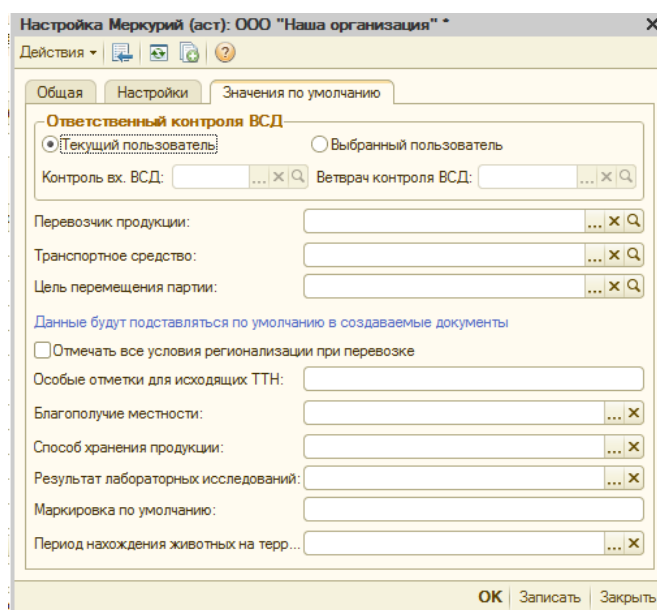 Настройка Меркурий (аст): ООО "Наша организация" *
Действия
Общая Настройки Значения по умолчанию
Ответственный контроля ВСД
Текущий пользователь Выбранный пользователь
Контроль вх. ВСД: ... Ветврач контроля ВСД: ...
Перевозчик продукции: ...
Транспортное средство: ...
Цель перемещения партии: ...
Данные будут подставляться по умолчанию в создаваемые документы
Отмечать все условия регионализации при перевозке
Особые отметки для исходящих ТТН:
Благополучие местности: ...
Способ хранения продукции: ...
Результат лабораторных исследований: ...
Маркировка по умолчанию:
Период нахождения животных на терр... ...
OK Записать Закрыть